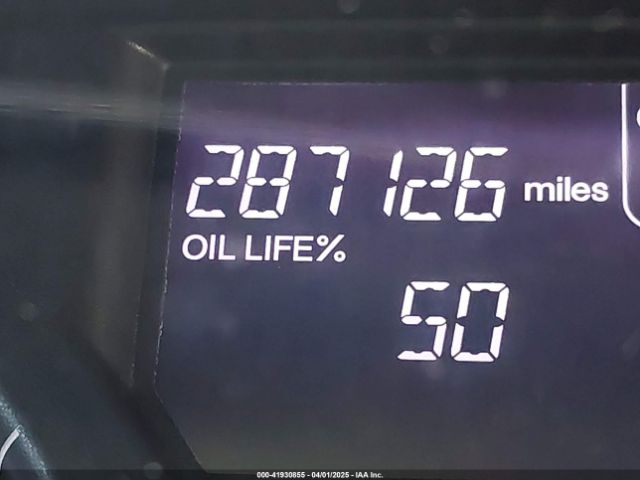 287126 miles
OIL LIFE%
50
000-41930855 - 04/01/2025 - IAA Inc.